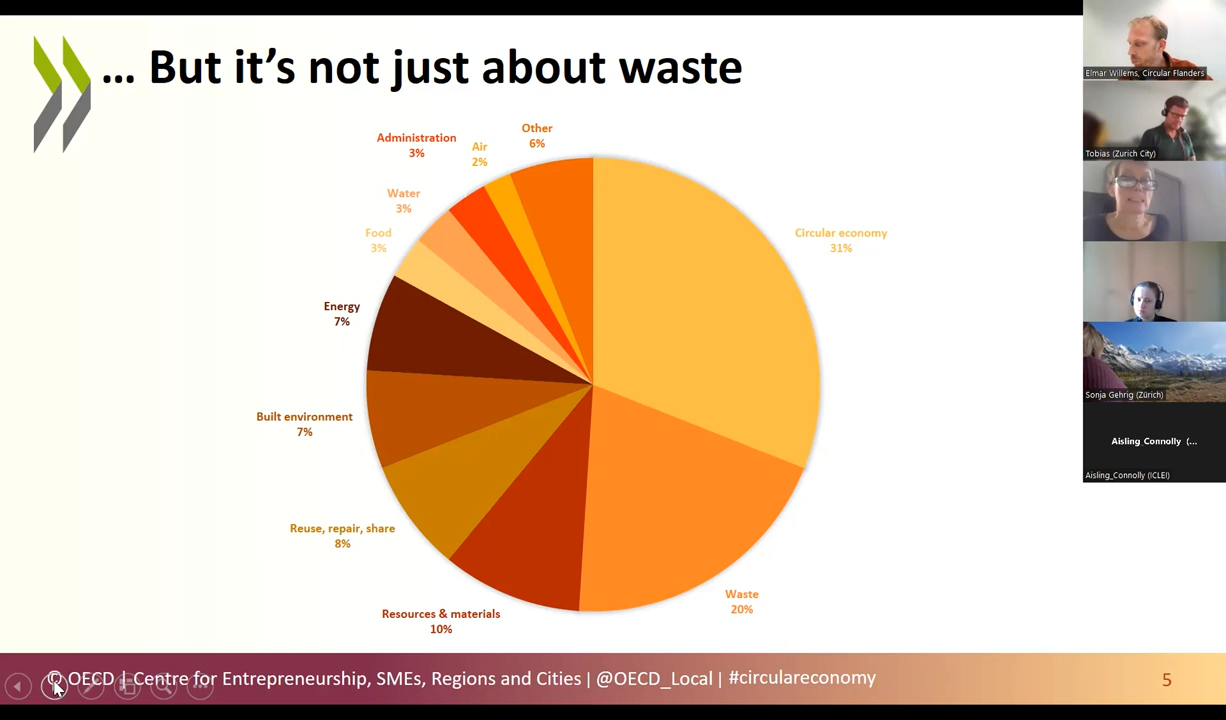 ... But it's not just about waste
Other
6%
Administration
3%
Air
2%
Water
3%
Food
3%
Circular economy
31%
Energy
7%
Built environment
7%
Reuse, repair, share
8%
Waste
20%
Resources & materials
10%
© OECD | Centre for Entrepreneurship, SMEs, Regions and Cities | @OECD_Local | #circulareconomy
5
Elmar Willems, Circular Flanders
Tobias (Zurich City)
Sonja Gehrig (Zürich)
Aisling Connolly (...
Aisling_Connolly (ICLEI)